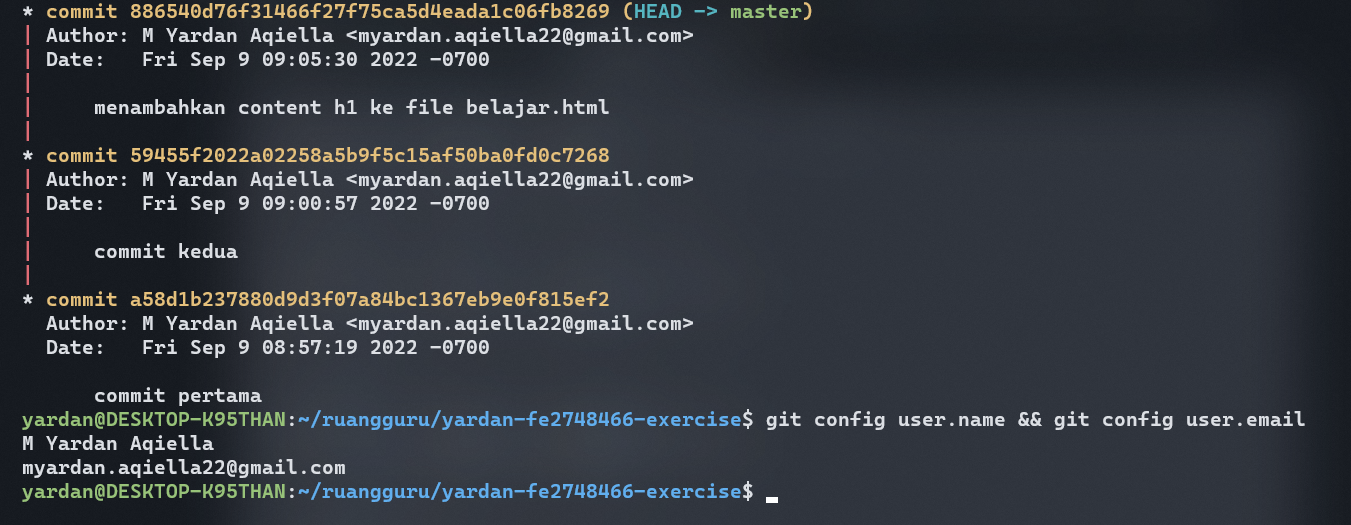 * commit 886540d76f31466f27f75ca5d4eada1c06fb8269 (HEAD -> master)
| Author: M Yardan Aqiella <myardan.aqiella22@gmail.com>
| Date:   Fri Sep 9 09:05:30 2022 -0700
|
|     menambahkan content h1 ke file belajar.html
|
* commit 59455f2022a02258a5b9f5c15af50ba0fd0c7268
| Author: M Yardan Aqiella <myardan.aqiella22@gmail.com>
| Date:   Fri Sep 9 09:00:57 2022 -0700
|
|     commit kedua
|
* commit a58d1b237880d9d3f07a84bc1367eb9e0f815ef2
  Author: M Yardan Aqiella <myardan.aqiella22@gmail.com>
  Date:   Fri Sep 9 08:57:19 2022 -0700

      commit pertama
yardan@DESKTOP-K95THAN:~/ruangguru/yardan-fe2748466-exercise$ git config user.name && git config user.email
M Yardan Aqiella
myardan.aqiella22@gmail.com
yardan@DESKTOP-K95THAN:~/ruangguru/yardan-fe2748466-exercise$